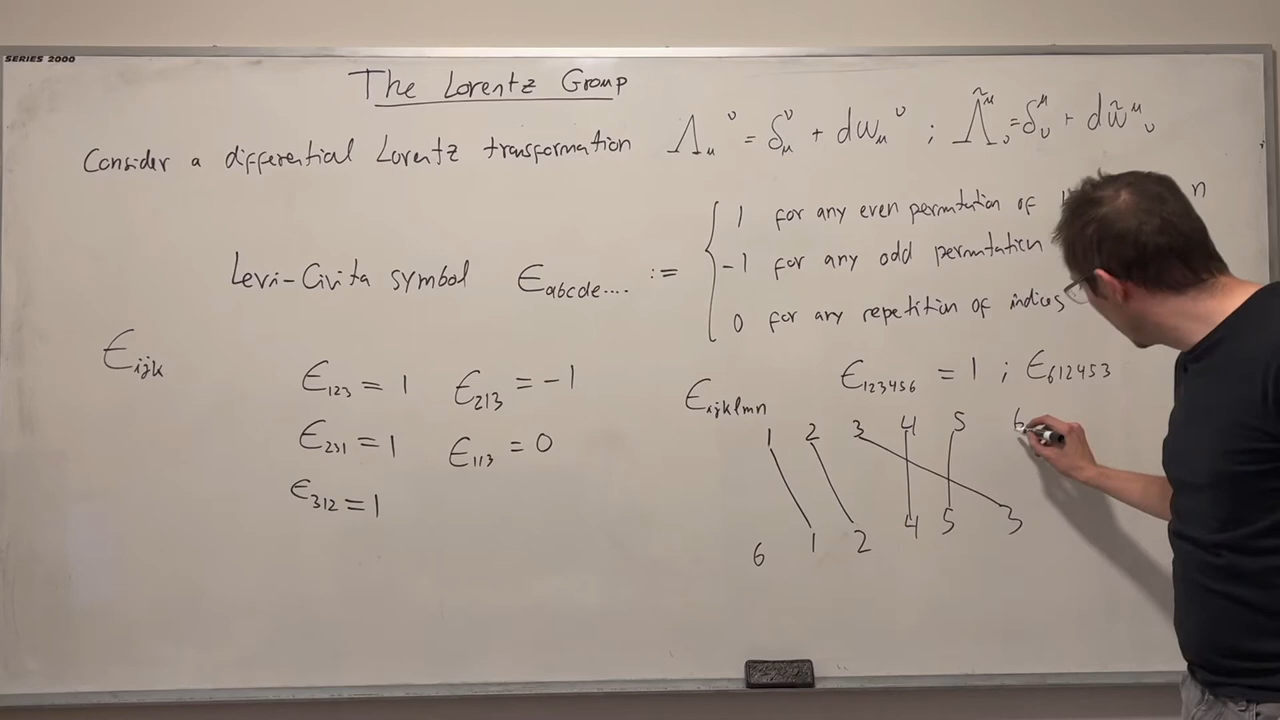 SERIES 2000
The Lorentz Group
Consider a differential Lorentz transformation Λ_μ^ν = δ_μ^ν + dω_μ^ν ; Λ̃^μ_ν = δ^μ_ν + dω̃^μ_ν
1 for any even permutation of 1 n
Levi-Civita symbol ϵ_abcde.... := { -1 for any odd permutation
0 for any repetition of indices
ϵ_ijk
ϵ_123 = 1 ϵ_213 = -1
ϵ_231 = 1 ϵ_113 = 0
ϵ_312 = 1
ϵ_123456 = 1 ; ϵ_612453
ϵ_ijklmn
1 2 3 4 5 6
6 1 2 4 5 3